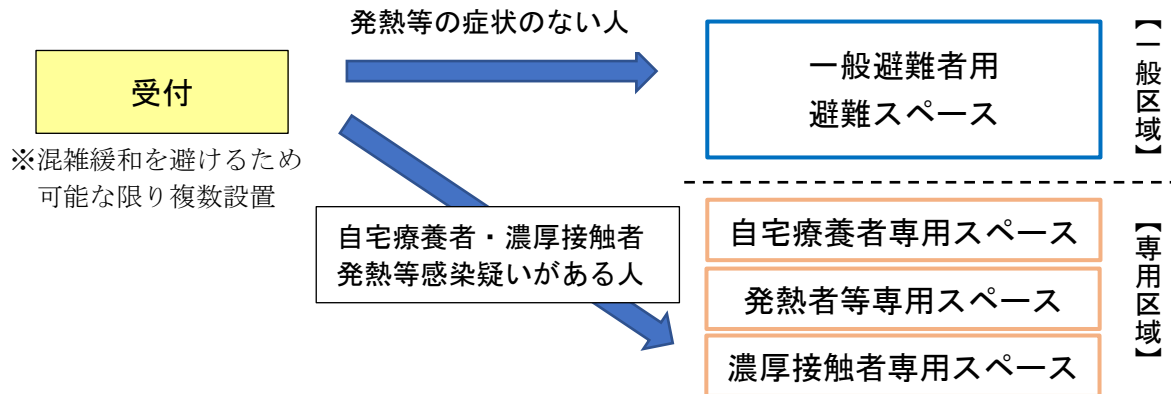 発熱等の症状のない人
受付
※混雑緩和を避けるため
可能な限り複数設置
一般避難者用
避難スペース
【一般区域】
自宅療養者・濃厚接触者
発熱等感染疑いがある人
自宅療養者専用スペース
発熱者等専用スペース
濃厚接触者専用スペース
【専用区域】